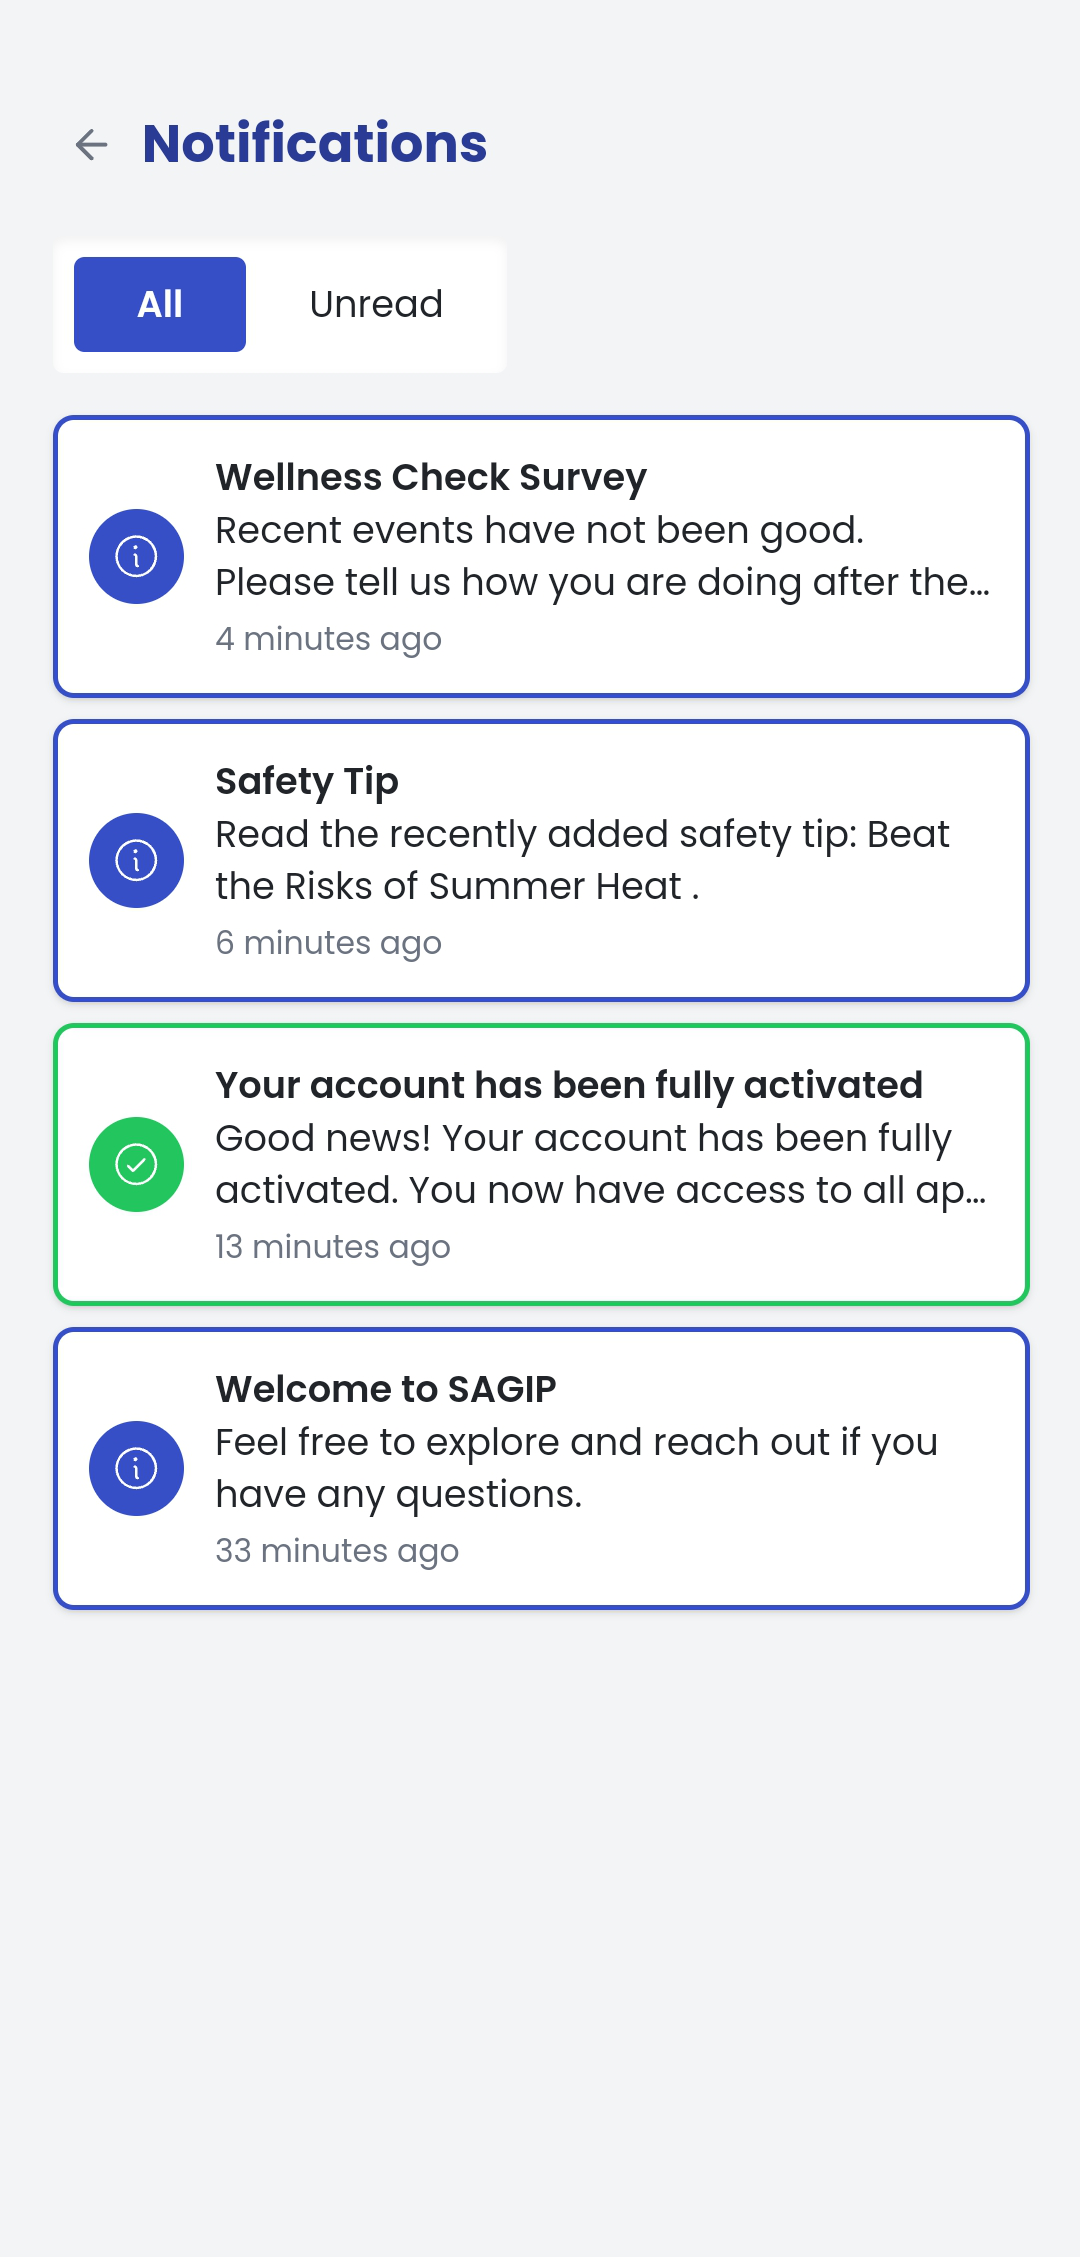 Notifications
All
Unread
Wellness Check Survey
Recent events have not been good.
Please tell us how you are doing after the...
4 minutes ago
Safety Tip
Read the recently added safety tip: Beat
the Risks of Summer Heat .
6 minutes ago
Your account has been fully activated
Good news! Your account has been fully
activated. You now have access to all ap...
13 minutes ago
Welcome to SAGIP
Feel free to explore and reach out if you
have any questions.
33 minutes ago